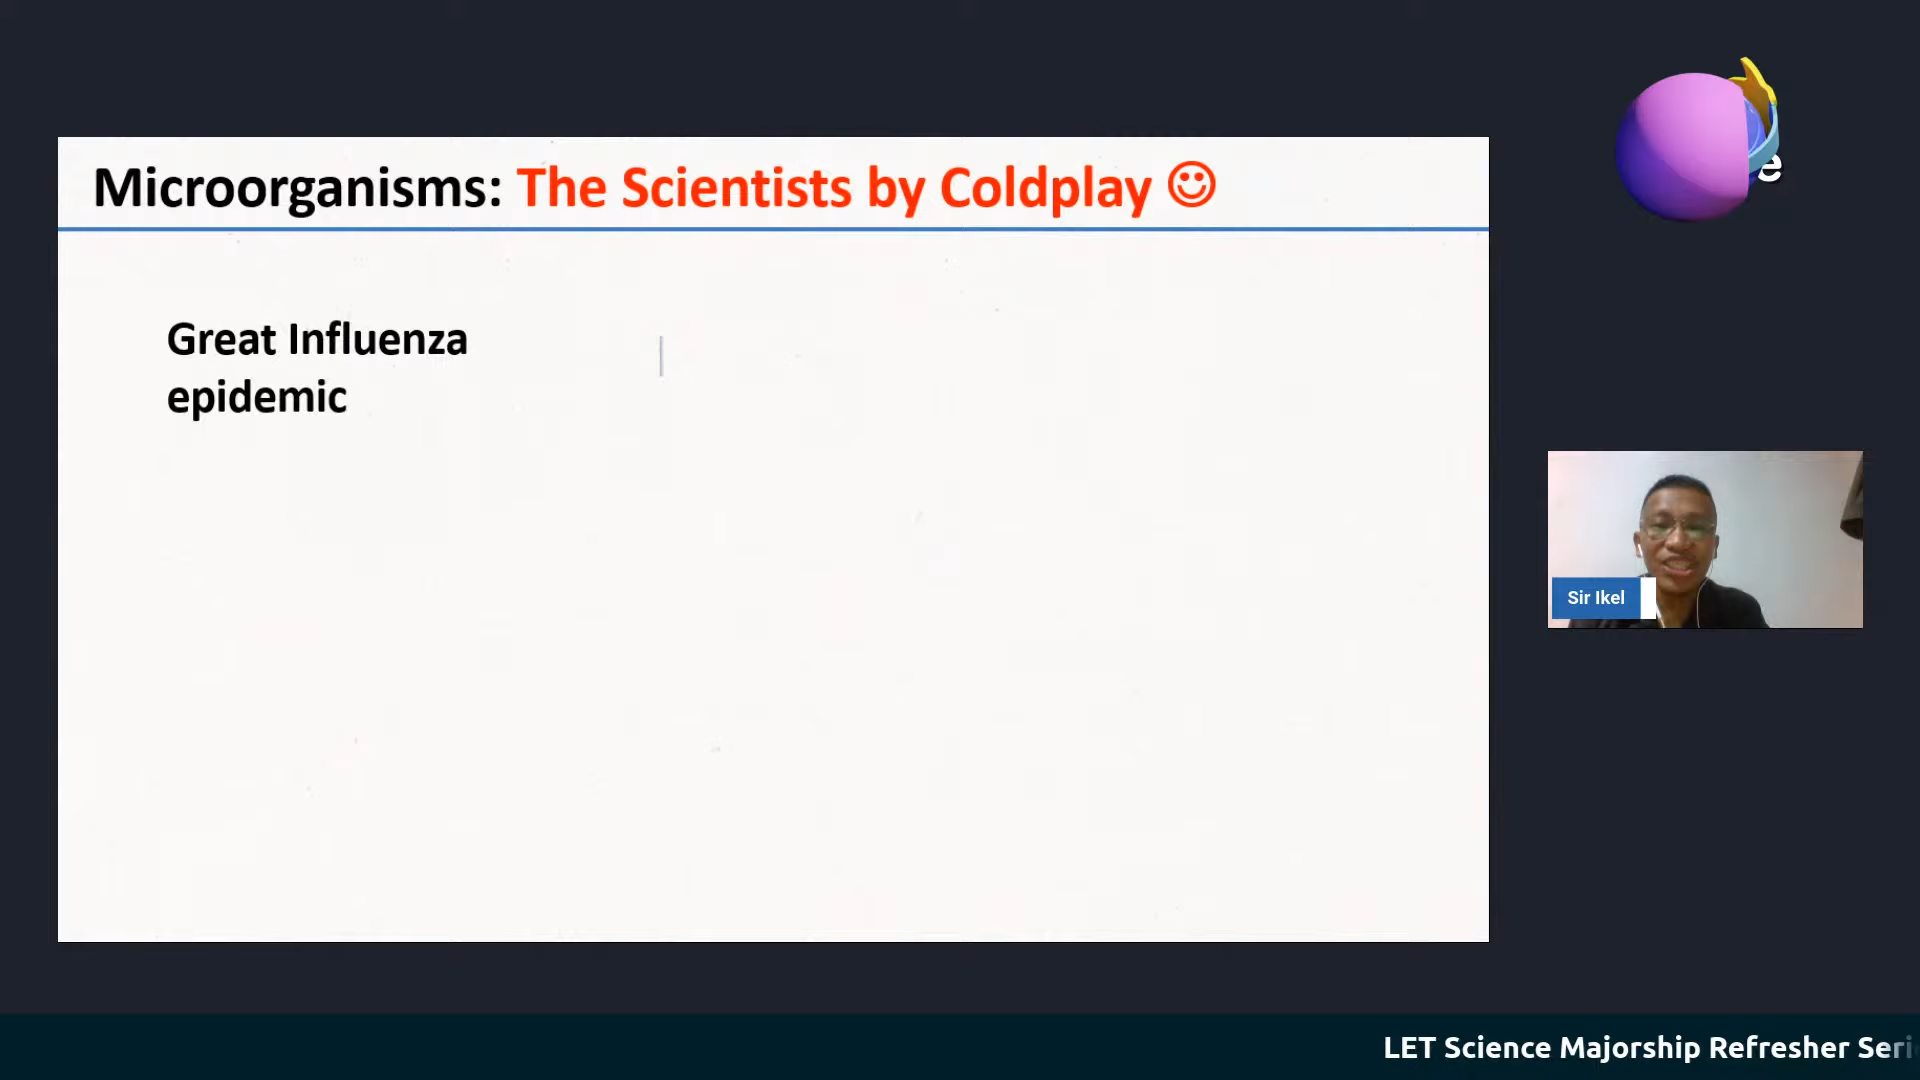 Microorganisms: The Scientists by Coldplay ☺
Great Influenza
epidemic
e
Sir Ikel
LET Science Majorship Refresher Seri